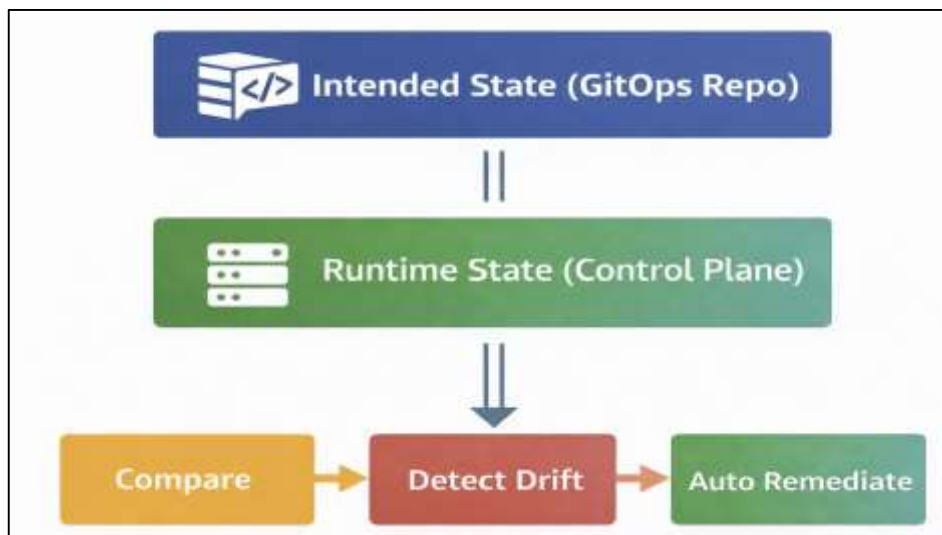 </> Intended State (GitOps Repo)
Runtime State (Control Plane)
Compare
Detect Drift
Auto Remediate